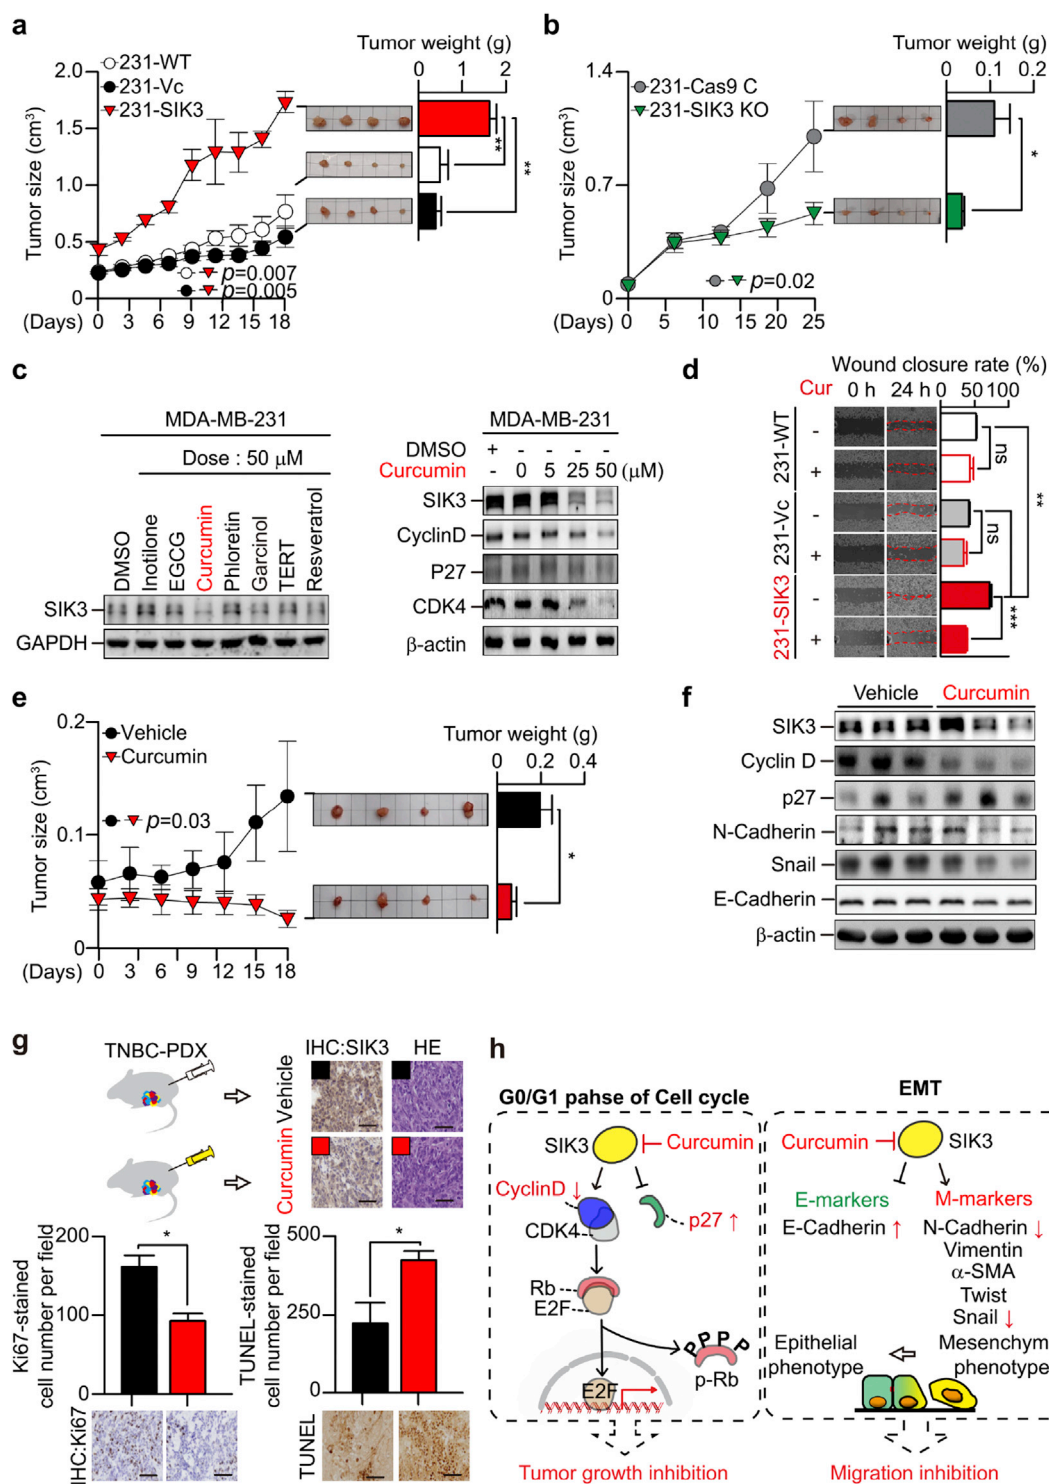 a
Tumor weight (g)
0 1 2
2.0
1.5
1.0
0.5
0
Tumor size (cm³)
231-WT
231-Vc
231-SIK3
**
**
p=0.007
p=0.005
(Days) 0 3 6 9 12 15 18
b
Tumor weight (g)
0 0.1 0.2
1.4
0.7
0
Tumor size (cm³)
231-Cas9 C
231-SIK3 KO
*
p=0.02
(Days) 0 5 10 15 20 25
c
MDA-MB-231
Dose : 50 μM
DMSO
Inotilone
EGCG
Curcumin
Phloretin
Garcinol
TERT
Resveratrol
SIK3
GAPDH
MDA-MB-231
DMSO + - - - -
Curcumin - 0 5 25 50 (μM)
SIK3
CyclinD
P27
CDK4
β-actin
d
Wound closure rate (%)
Cur 0 h 24 h 0 50 100
231-WT
-
+
ns
231-Vc
-
+
ns
231-SIK3
-
+
**
***
e
Tumor weight (g)
0 0.2 0.4
0.2
0.1
0
Tumor size (cm³)
Vehicle
Curcumin
p=0.03
*
(Days) 0 3 6 9 12 15 18
f
Vehicle Curcumin
SIK3
Cyclin D
p27
N-Cadherin
Snail
E-Cadherin
β-actin
g
TNBC-PDX
IHC:SIK3 HE
Vehicle
Curcumin
Ki67-stained
cell number per field
200
100
0
*
IHC:Ki67
TUNEL-stained
cell number per field
500
250
0
*
TUNEL
h
G0/G1 pahse of Cell cycle
SIK3 Curcumin
CyclinD ↓
CDK4
p27 ↑
Rb
E2F
P P P P
p-Rb
E2F
Tumor growth inhibition
EMT
Curcumin SIK3
E-markers M-markers
E-Cadherin ↑ N-Cadherin ↓
Vimentin
α-SMA
Twist
Snail ↓
Epithelial
phenotype
Mesenchym
phenotype
Migration inhibition